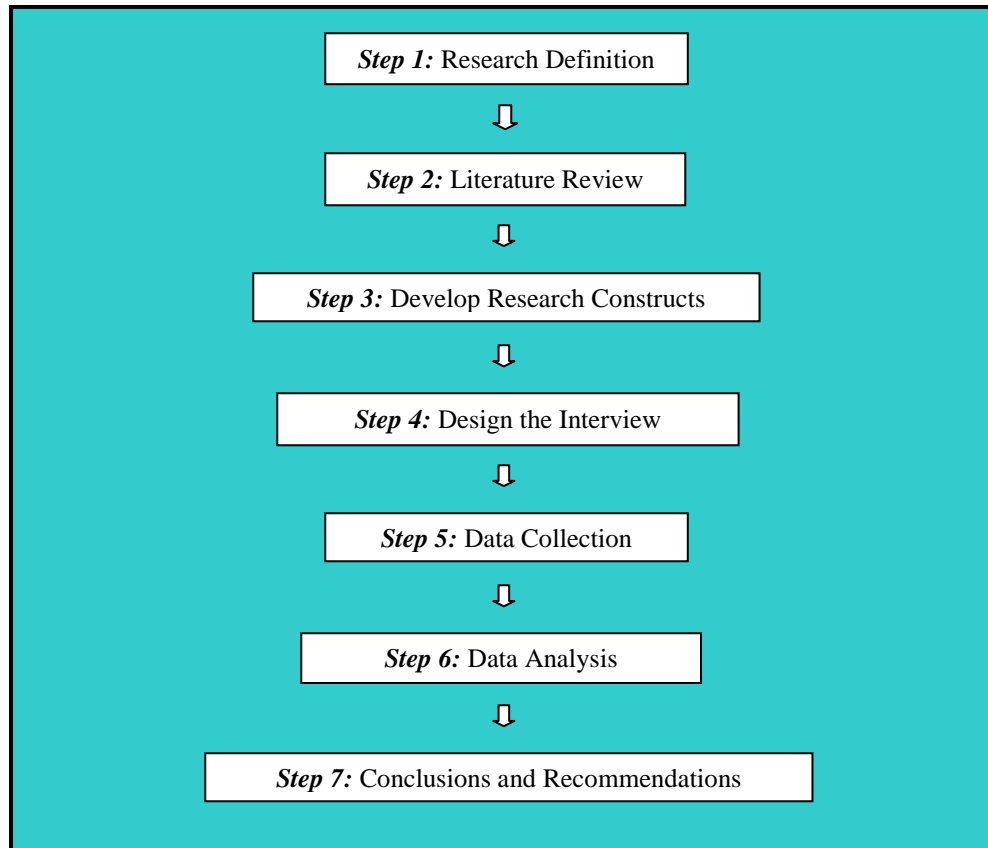 Step 1: Research Definition
Step 2: Literature Review
Step 3: Develop Research Constructs
Step 4: Design the Interview
Step 5: Data Collection
Step 6: Data Analysis
Step 7: Conclusions and Recommendations